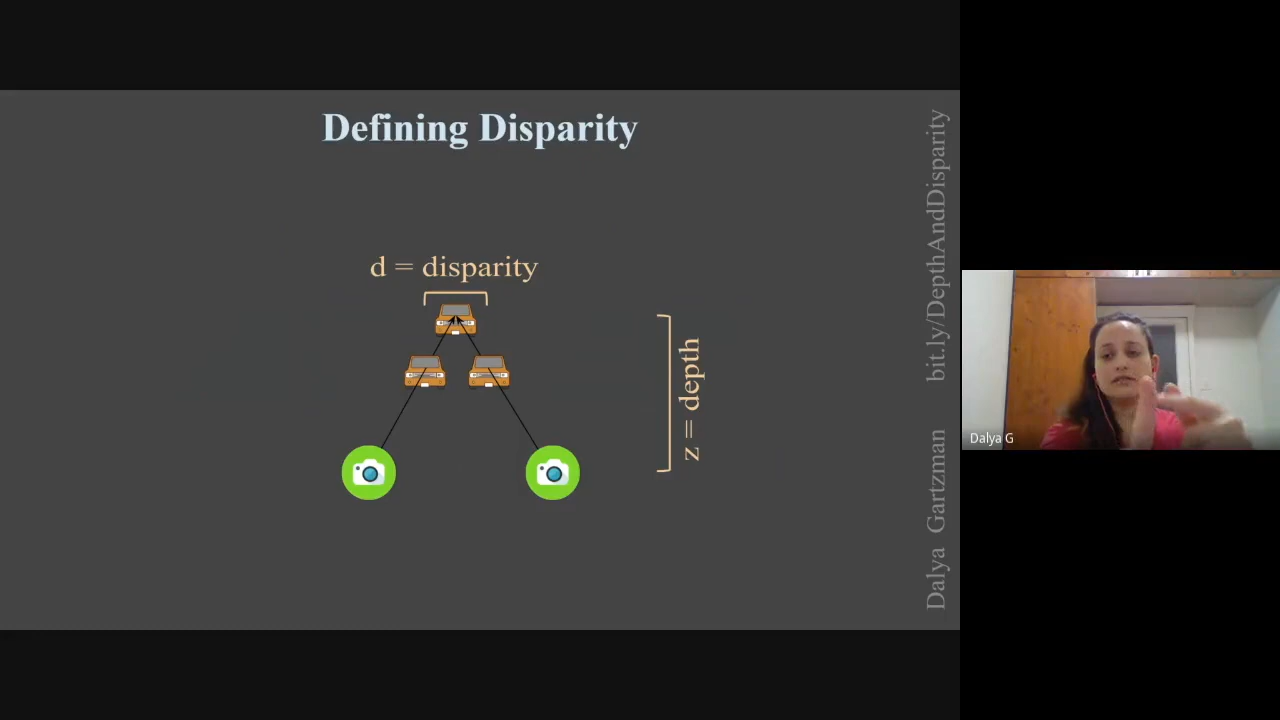 Defining Disparity
d = disparity
z = depth
Dalya Gartzman bit.ly/DepthAndDisparity
Dalya G